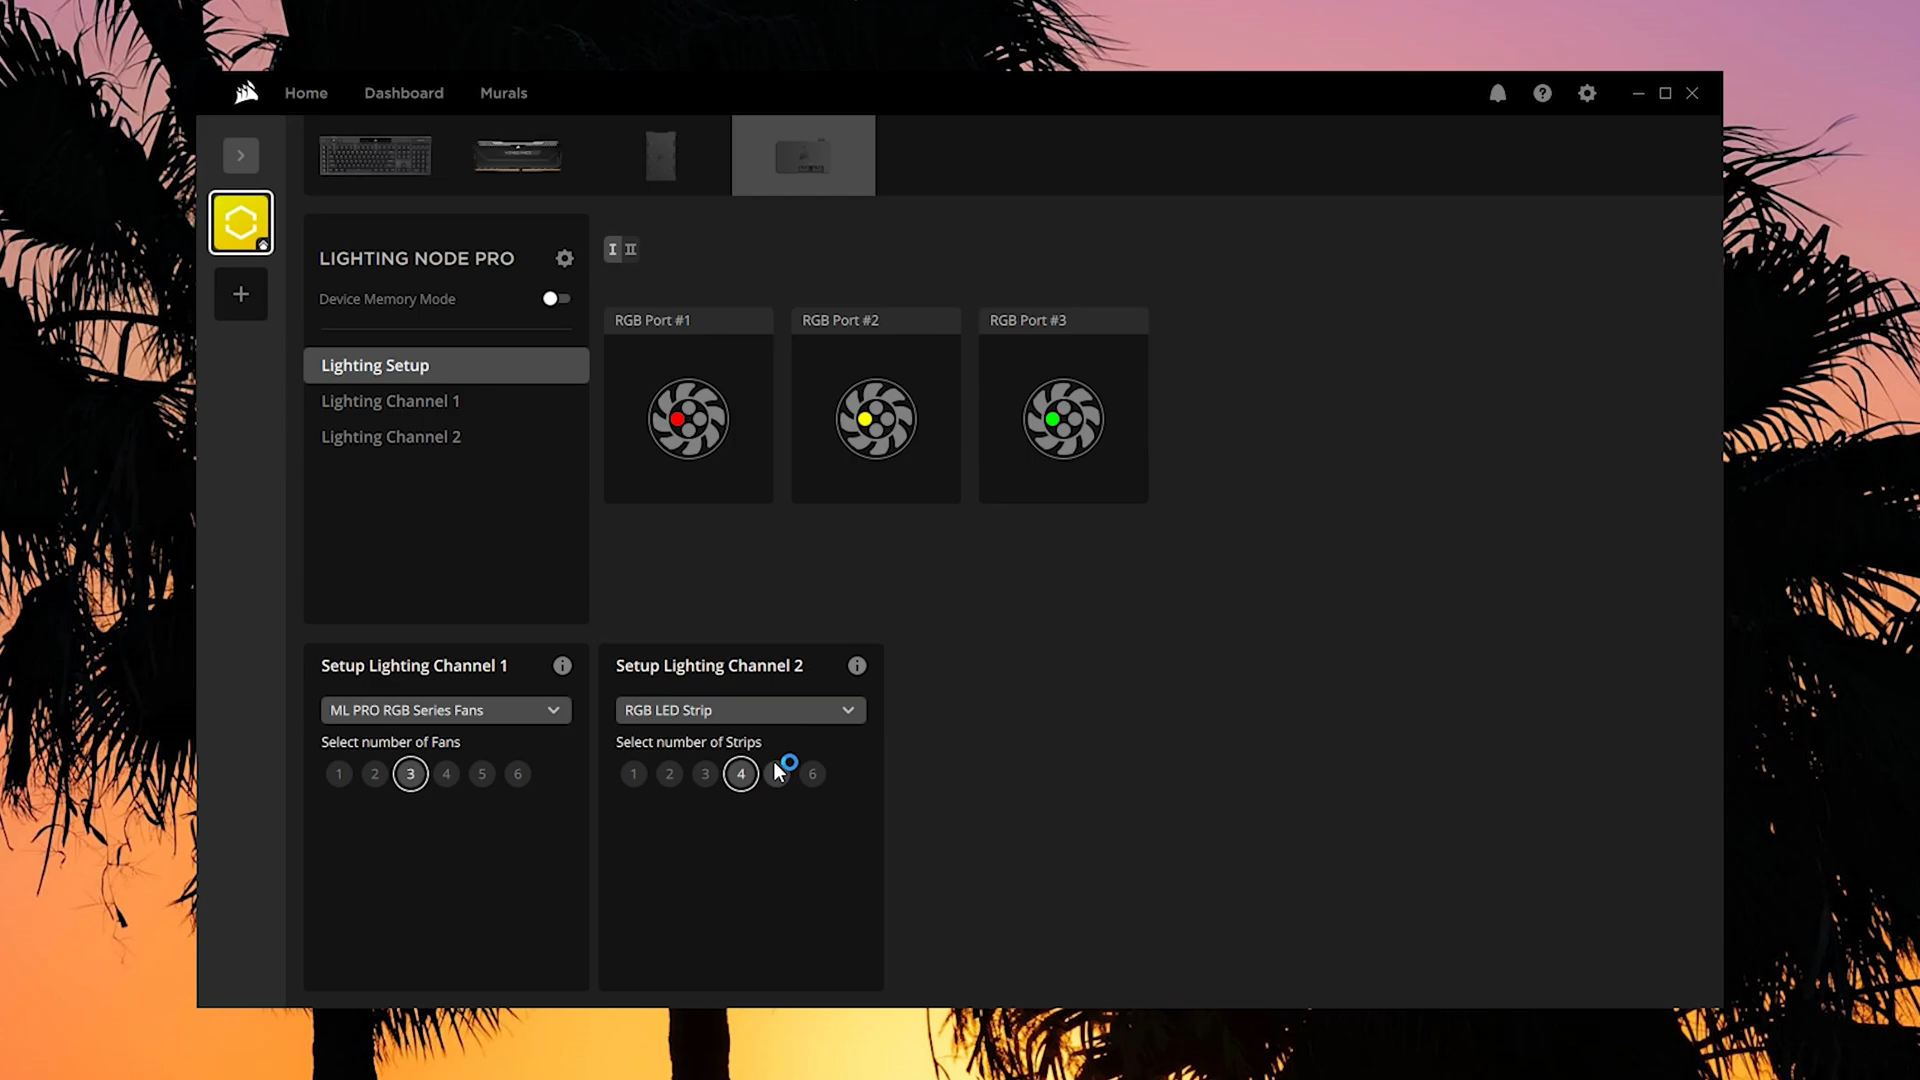 Home Dashboard Murals
LIGHTING NODE PRO
Device Memory Mode
I II
Lighting Setup
Lighting Channel 1
Lighting Channel 2
RGB Port #1 RGB Port #2 RGB Port #3
Setup Lighting Channel 1
ML PRO RGB Series Fans
Select number of Fans
1 2 3 4 5 6
Setup Lighting Channel 2
RGB LED Strip
Select number of Strips
1 2 3 4 6